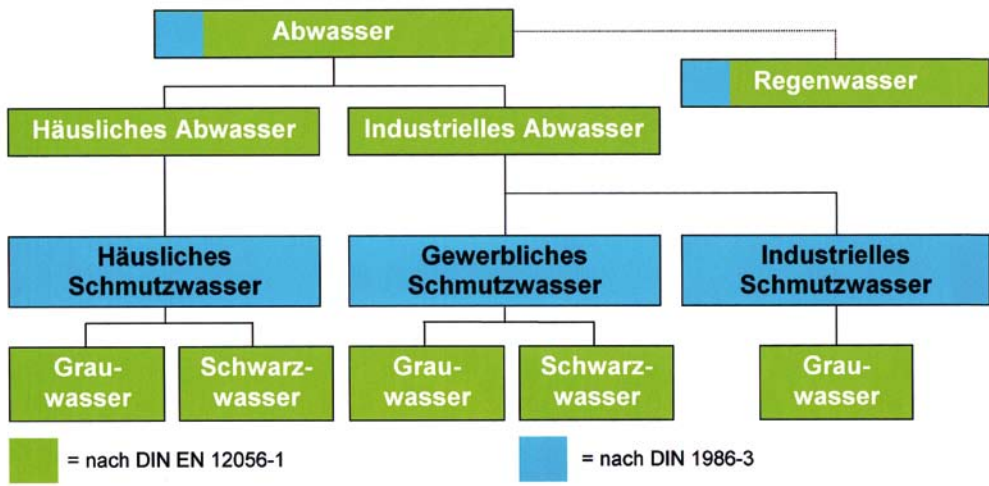 Abwasser
Regenwasser
Häusliches Abwasser
Industrielles Abwasser
Häusliches
Schmutzwasser
Gewerbliches
Schmutzwasser
Industrielles
Schmutzwasser
Grau-
wasser
Schwarz-
wasser
Grau-
wasser
Schwarz-
wasser
Grau-
wasser
= nach DIN EN 12056-1
= nach DIN 1986-3